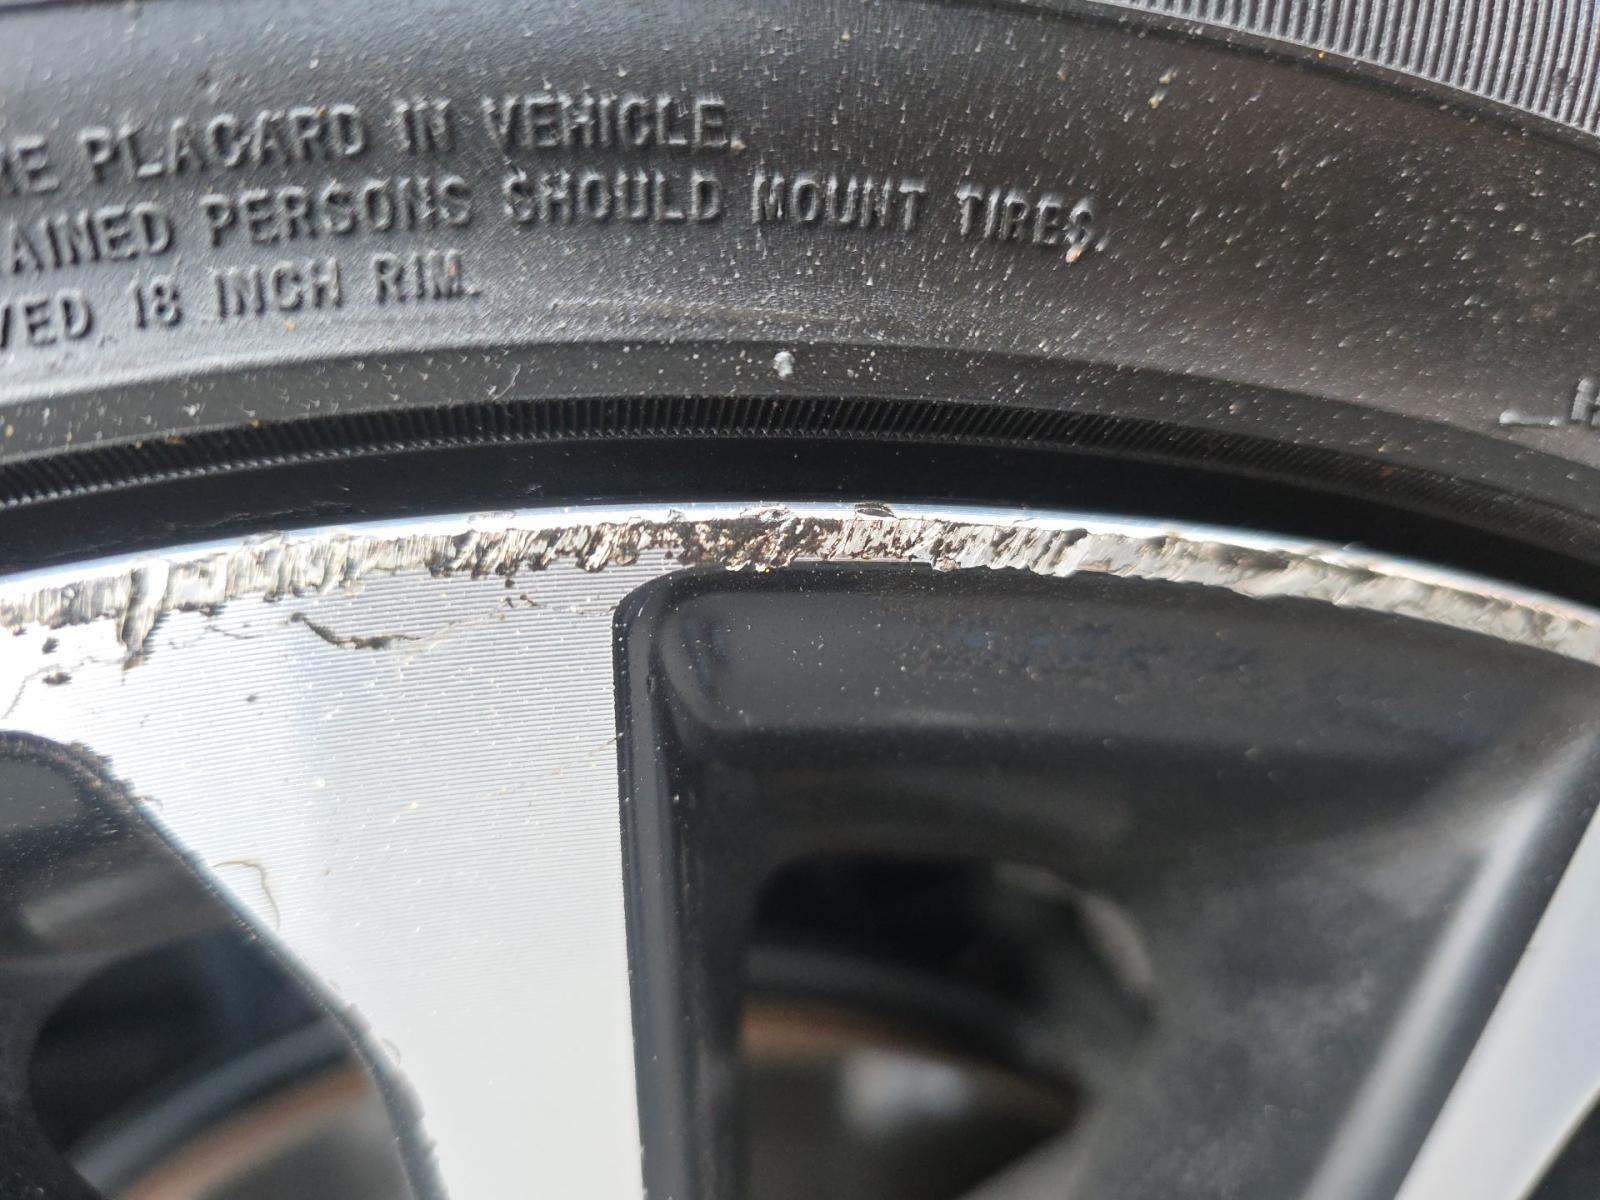 PLACARD IN VEHICLE.
AINED PERSONS SHOULD MOUNT TIRES.
VED 18 INCH RIM.